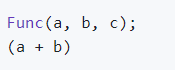 Func(a, b, c);
(a + b)